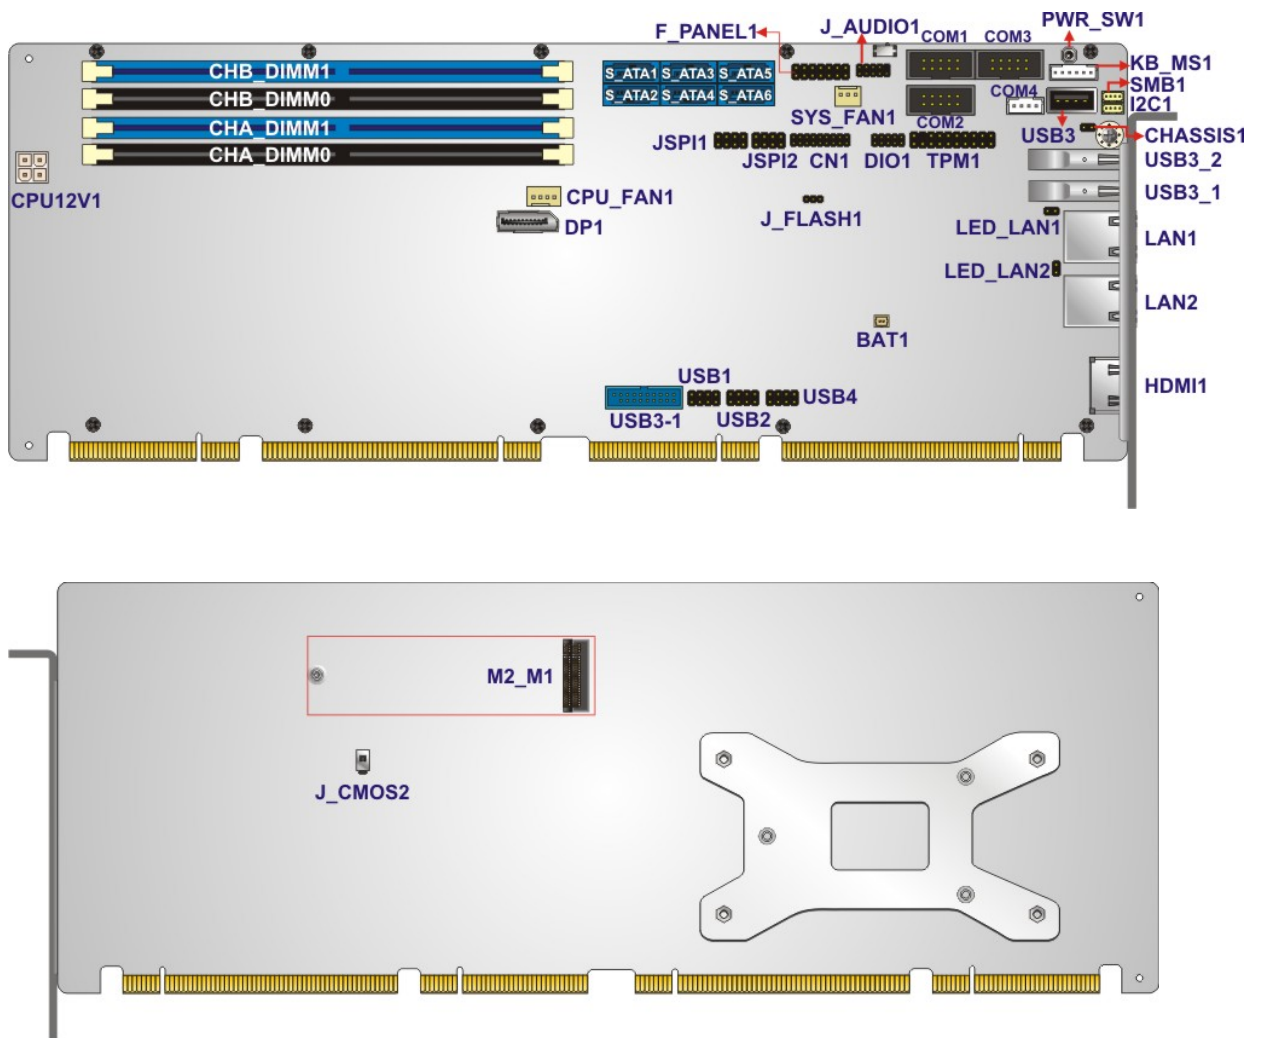 F_PANEL1
J_AUDIO1
PWR_SW1
COM1
COM3
KB_MS1
SMB1
I2C1
CHB_DIMM1
CHB_DIMM0
CHA_DIMM1
CHA_DIMM0
S_ATA1 S_ATA3 S_ATA5
S_ATA2 S_ATA4 S_ATA6
COM4
SYS_FAN1
COM2
USB3
CHASSIS1
JSPI1
JSPI2
CN1
DIO1
TPM1
USB3_2
USB3_1
CPU12V1
CPU_FAN1
DP1
J_FLASH1
LED_LAN1
LAN1
LED_LAN2
LAN2
BAT1
USB1
HDMI1
USB4
USB3-1
USB2
M2_M1
J_CMOS2